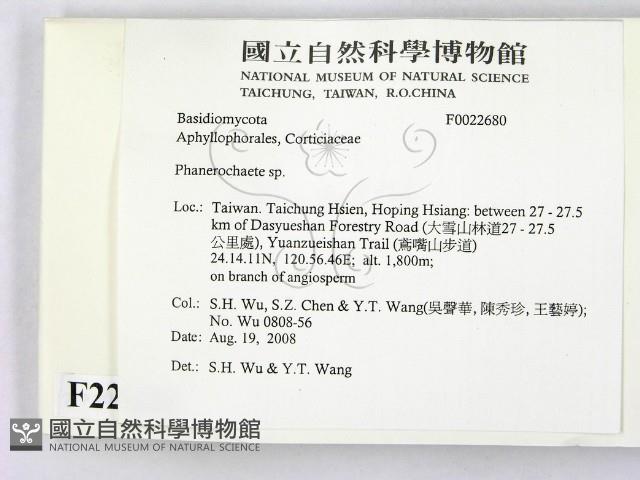 國立自然科學博物館
NATIONAL MUSEUM OF NATURAL SCIENCE
TAICHUNG, TAIWAN, R.O.CHINA
Basidiomycota F0022680
Aphyllophorales, Corticiaceae
Phanerochaete sp.
Loc.: Taiwan. Taichung Hsien, Hoping Hsiang: between 27 - 27.5
km of Dasyueshan Forestry Road (大雪山林道27 - 27.5
公里處), Yuanzueishan Trail (鳶嘴山步道)
24.14.11N, 120.56.46E; alt. 1,800m;
on branch of angiosperm
Col.: S.H. Wu, S.Z. Chen & Y.T. Wang(吳聲華, 陳秀珍, 王藝婷);
No. Wu 0808-56
Date: Aug. 19, 2008
Det.: S.H. Wu & Y.T. Wang
F22
國立自然科學博物館
NATIONAL MUSEUM OF NATURAL SCIENCE